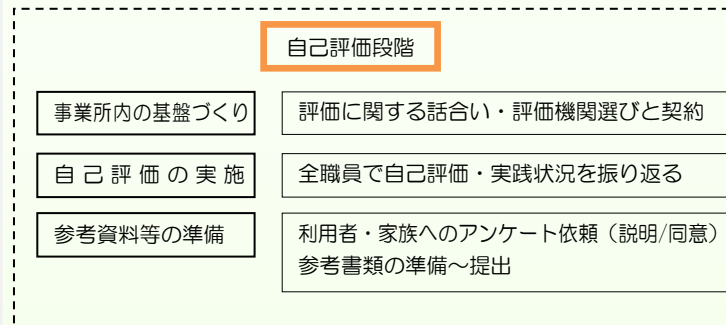 自己評価段階
事業所内の基盤づくり
評価に関する話合い・評価機関選びと契約
自己評価の実施
全職員で自己評価・実践状況を振り返る
参考資料等の準備
利用者・家族へのアンケート依頼（説明/同意）
参考書類の準備～提出